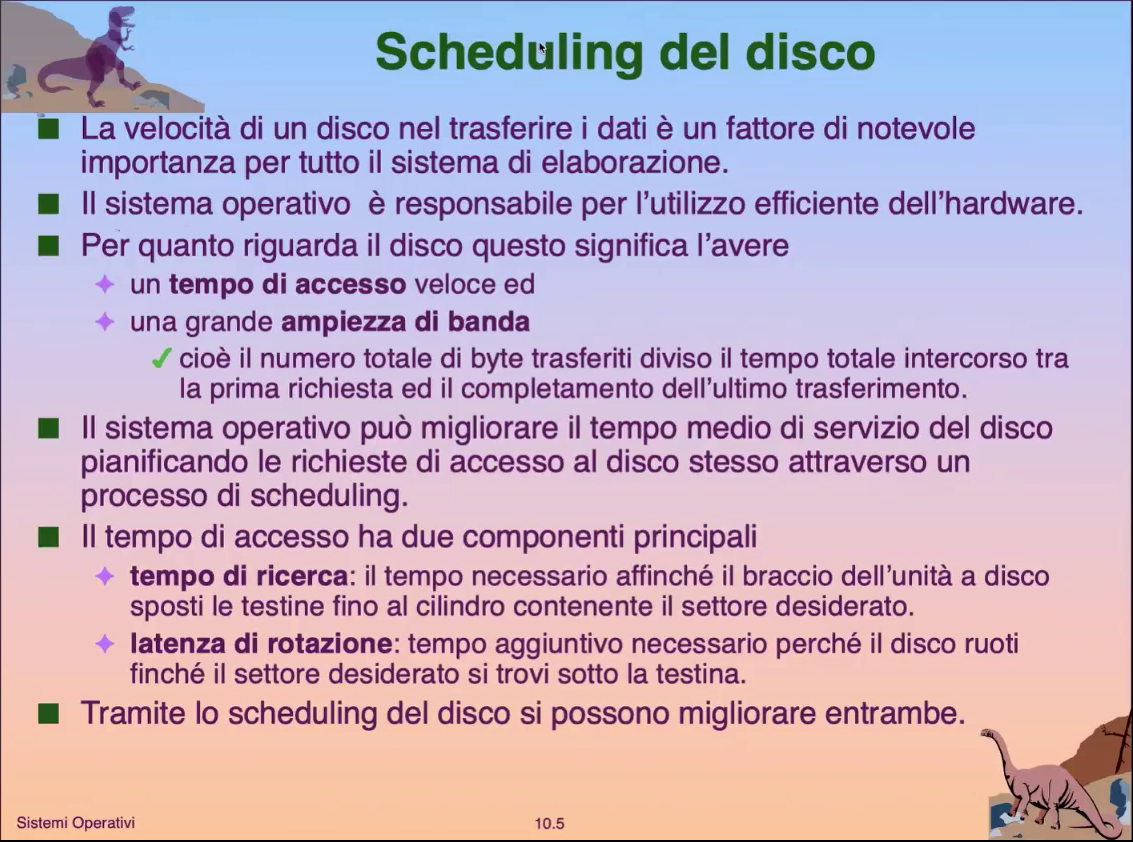 Scheduling del disco
La velocità di un disco nel trasferire i dati è un fattore di notevole
importanza per tutto il sistema di elaborazione.
Il sistema operativo è responsabile per l'utilizzo efficiente dell'hardware.
Per quanto riguarda il disco questo significa l'avere
un tempo di accesso veloce ed
una grande ampiezza di banda
cioè il numero totale di byte trasferiti diviso il tempo totale intercorso tra
la prima richiesta ed il completamento dell'ultimo trasferimento.
Il sistema operativo può migliorare il tempo medio di servizio del disco
pianificando le richieste di accesso al disco stesso attraverso un
processo di scheduling.
Il tempo di accesso ha due componenti principali
tempo di ricerca: il tempo necessario affinché il braccio dell'unità a disco
sposti le testine fino al cilindro contenente il settore desiderato.
latenza di rotazione: tempo aggiuntivo necessario perché il disco ruoti
finché il settore desiderato si trovi sotto la testina.
Tramite lo scheduling del disco si possono migliorare entrambe.
Sistemi Operativi
10.5